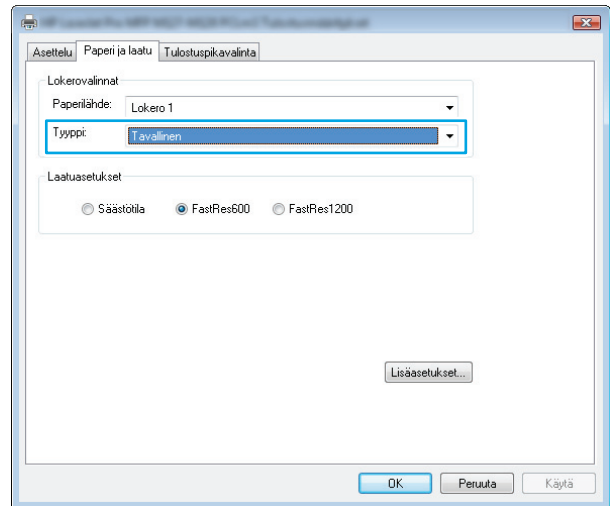 Asettelu Paperi ja laatu Tulostuspikavalinta
Lokerovalinnat
Paperilähde: Lokero 1
Tyyppi: Tavallinen
Laatuasetukset
Säästötila FastRes600 FastRes1200
Lisäasetukset...
OK Peruuta Käytä